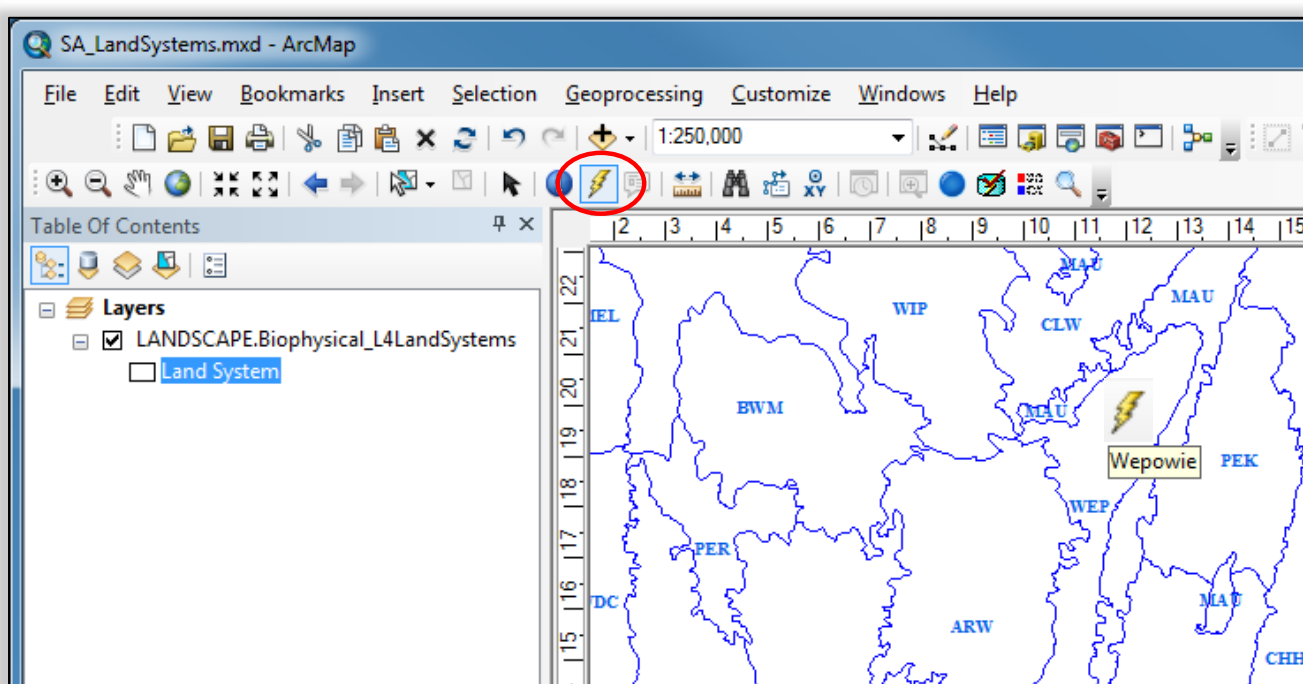 SA_LandSystems.mxd - ArcMap
File Edit View Bookmarks Insert Selection Geoprocessing Customize Windows Help
1:250,000
XY
Table Of Contents
2 3 4 5 6 7 8 9 10 11 12 13 14 15
Layers
LANDSCAPE.Biophysical_L4LandSystems
Land System
22
21
20
19
18
17
16
15
MAU
MAU
WIP
CLW
BWM
MAU
Wepowie
PEK
WEP
PER
MAU
ARW